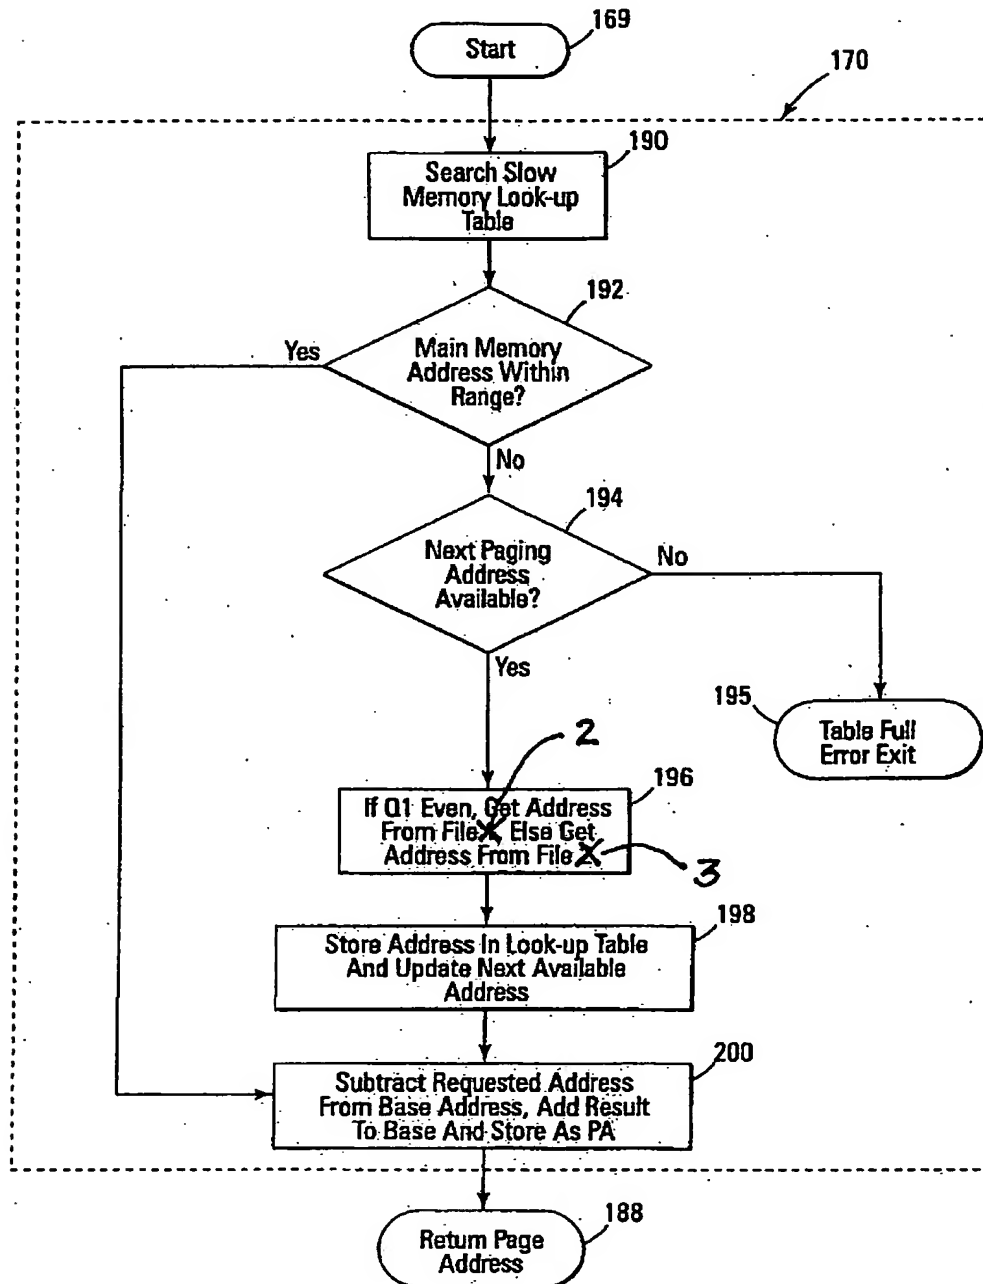 Start
169
170
190
Search Slow
Memory Look-up
Table
192
Yes
Main Memory
Address Within
Range?
No
194
Next Paging
Address
Available?
No
Yes
195
Table Full
Error Exit
2
196
If Q1 Even, Get Address
From File , Else Get
Address From File
3
198
Store Address In Look-up Table
And Update Next Available
Address
200
Subtract Requested Address
From Base Address, Add Result
To Base And Store As PA
188
Return Page
Address